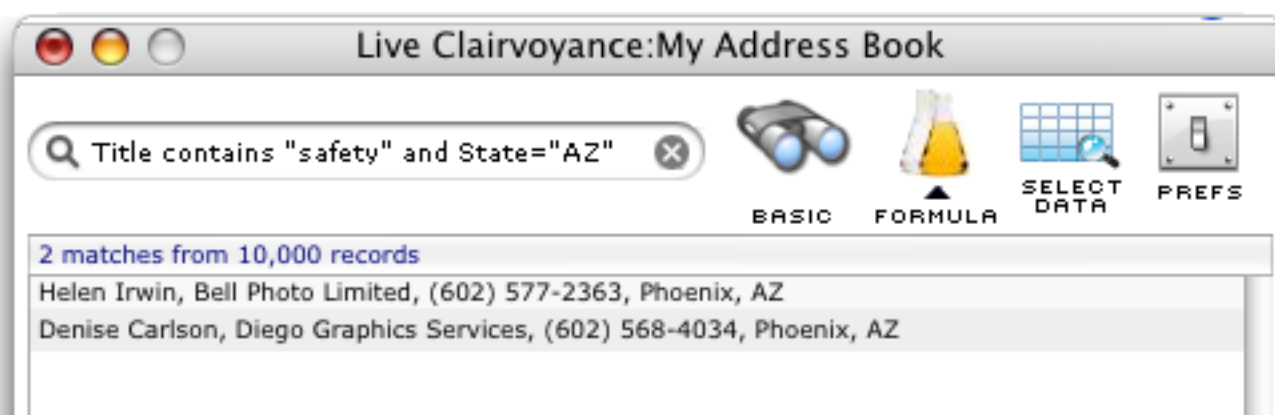 Live Clairvoyance:My Address Book
Title contains "safety" and State="AZ"
BASIC
FORMULA
SELECT
DATA
PREFS
2 matches from 10,000 records
Helen Irwin, Bell Photo Limited, (602) 577-2363, Phoenix, AZ
Denise Carlson, Diego Graphics Services, (602) 568-4034, Phoenix, AZ